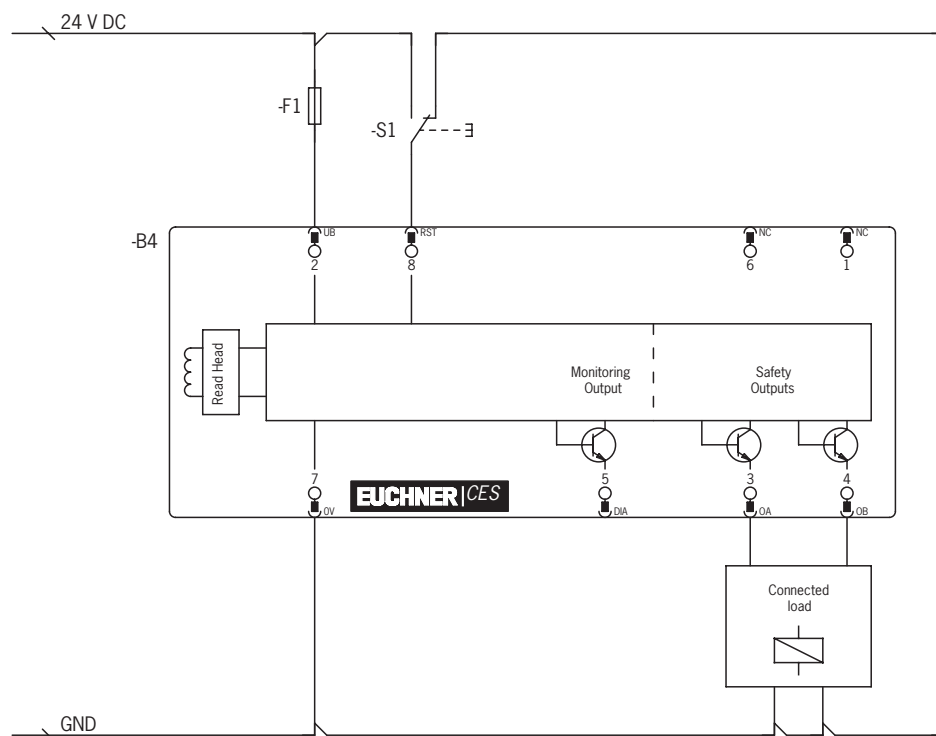 24 V DC
-F1
-S1
-B4
UB
RST
NC
NC
2
8
6
1
Read Head
Monitoring
Output
Safety
Outputs
7
5
3
4
EUCHNER|CES
0V
DIA
OA
OB
Connected
load
GND